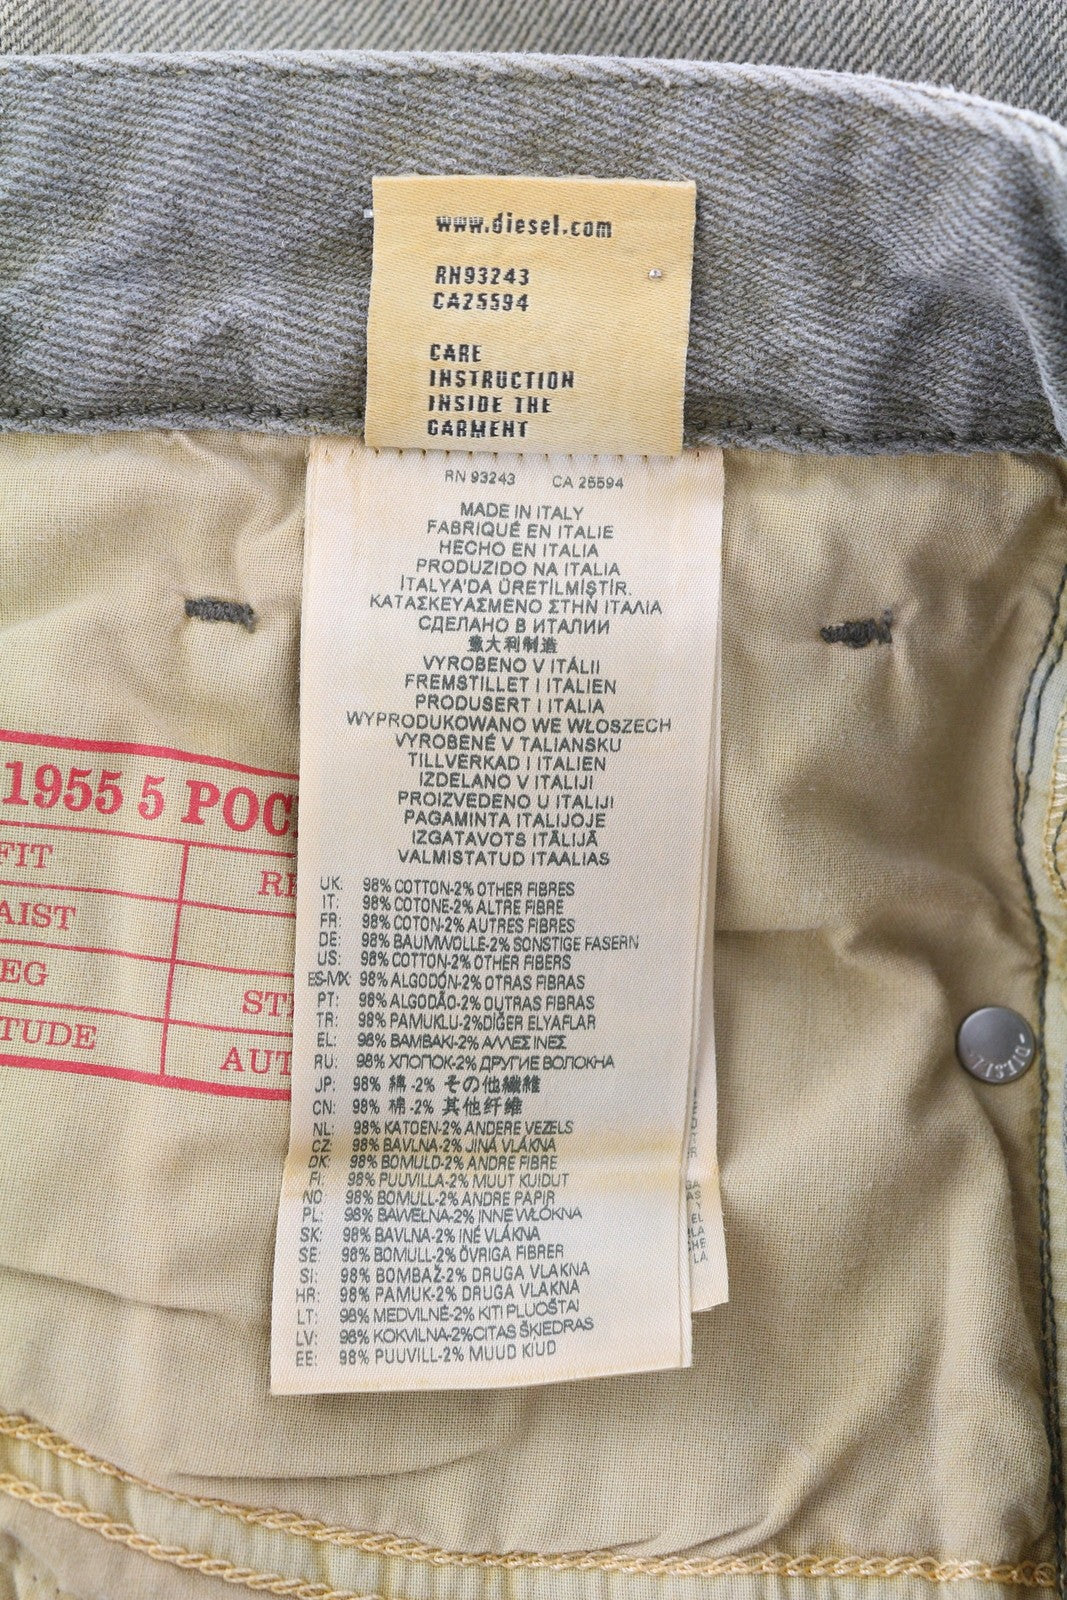 www.diesel.com
RN93243
CA25594
CARE
INSTRUCTION
INSIDE THE
GARMENT
RN 93243 CA 25594
MADE IN ITALY
FABRIQUÉ EN ITALIE
HECHO EN ITALIA
PRODUZIDO NA ITALIA
İTALYA'DA ÜRETİLMİŞTİR.
ΚΑΤΑΣΚΕΥΑΣΜΕΝΟ ΣΤΗΝ ΙΤΑΛΙΑ
СДЕЛАНО В ИТАЛИИ
意大利制造
VYROBENO V ITÁLII
FREMSTILLET I ITALIEN
PRODUSERT I ITALIA
WYPRODUKOWANO WE WŁOSZECH
VYROBENÉ V TALIANSKU
TILLVERKAD I ITALIEN
IZDELANO V ITALIJI
PROIZVEDENO U ITALIJI
PAGAMINTA ITALIJOJE
IZGATAVOTS ITĀLIJĀ
VALMISTATUD ITAALIAS
UK: 98% COTTON-2% OTHER FIBRES
IT: 98% COTONE-2% ALTRE FIBRE
FR: 98% COTON-2% AUTRES FIBRES
DE: 98% BAUMWOLLE-2% SONSTIGE FASERN
US: 98% COTTON-2% OTHER FIBERS
ES-MX: 98% ALGODÓN-2% OTRAS FIBRAS
PT: 98% ALGODÃO-2% OUTRAS FIBRAS
TR: 98% PAMUKLU-2%DİĞER ELYAFLAR
EL: 98% ΒΑΜΒΑΚΙ-2% ΑΛΛΕΣ ΙΝΕΣ
RU: 98% ХЛОПОК-2% ДРУГИЕ ВОЛОКНА
JP: 98% 綿 -2% その他繊維
CN: 98% 棉 -2% 其他纤维
NL: 98% KATOEN-2% ANDERE VEZELS
CZ: 98% BAVLNA-2% JINÁ VLÁKNA
DK: 98% BOMULD-2% ANDRE FIBRE
FI: 98% PUUVILLA-2% MUUT KUIDUT
NO: 98% BOMULL-2% ANDRE PAPIR
PL: 98% BAWEŁNA-2% INNE WŁÓKNA
SK: 98% BAVLNA-2% INÉ VLÁKNA
SE: 98% BOMULL-2% ÖVRIGA FIBRER
SI: 98% BOMBAŽ-2% DRUGA VLAKNA
HR: 98% PAMUK-2% DRUGA VLAKNA
LT: 98% MEDVILNĖ-2% KITI PLUOŠTAI
LV: 98% KOKVILNA-2%CITAS ŠĶIEDRAS
EE: 98% PUUVILL-2% MUUD KIUD
1955 5 POC
FIT RE
AIST
EG ST
TUDE AUT
DIESEL